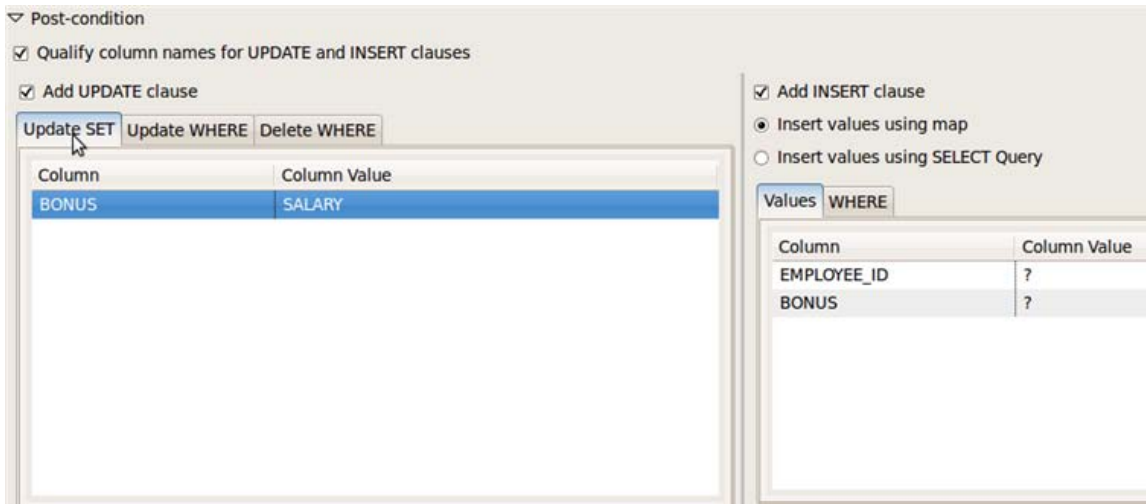 Post-condition
Qualify column names for UPDATE and INSERT clauses
Add UPDATE clause
Update SET Update WHERE Delete WHERE
Column Column Value
BONUS SALARY
Add INSERT clause
Insert values using map
Insert values using SELECT Query
Values WHERE
Column Column Value
EMPLOYEE_ID ?
BONUS ?